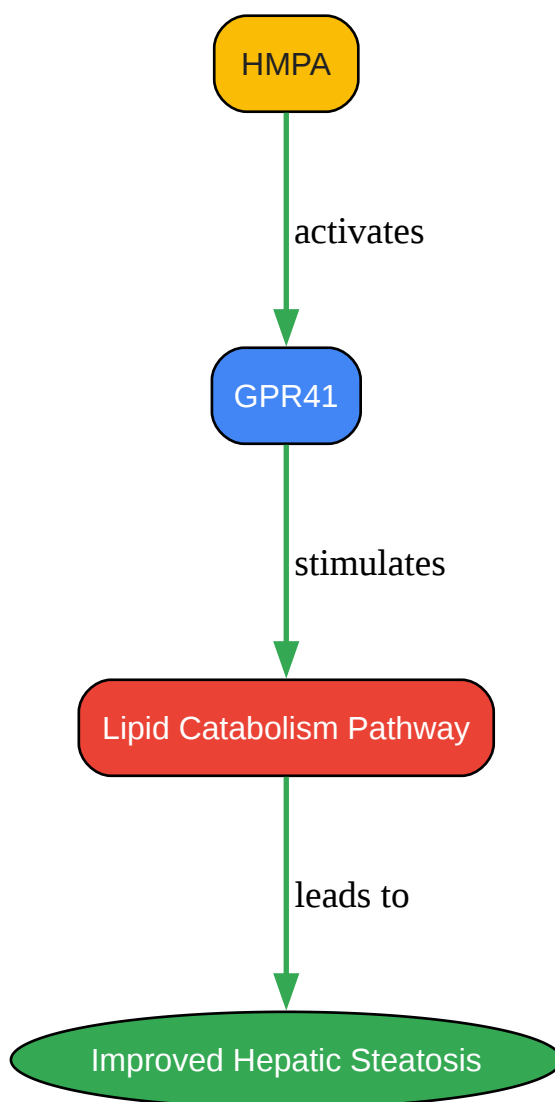 HMPA
activates
GPR41
stimulates
Lipid Catabolism Pathway
leads to
Improved Hepatic Steatosis